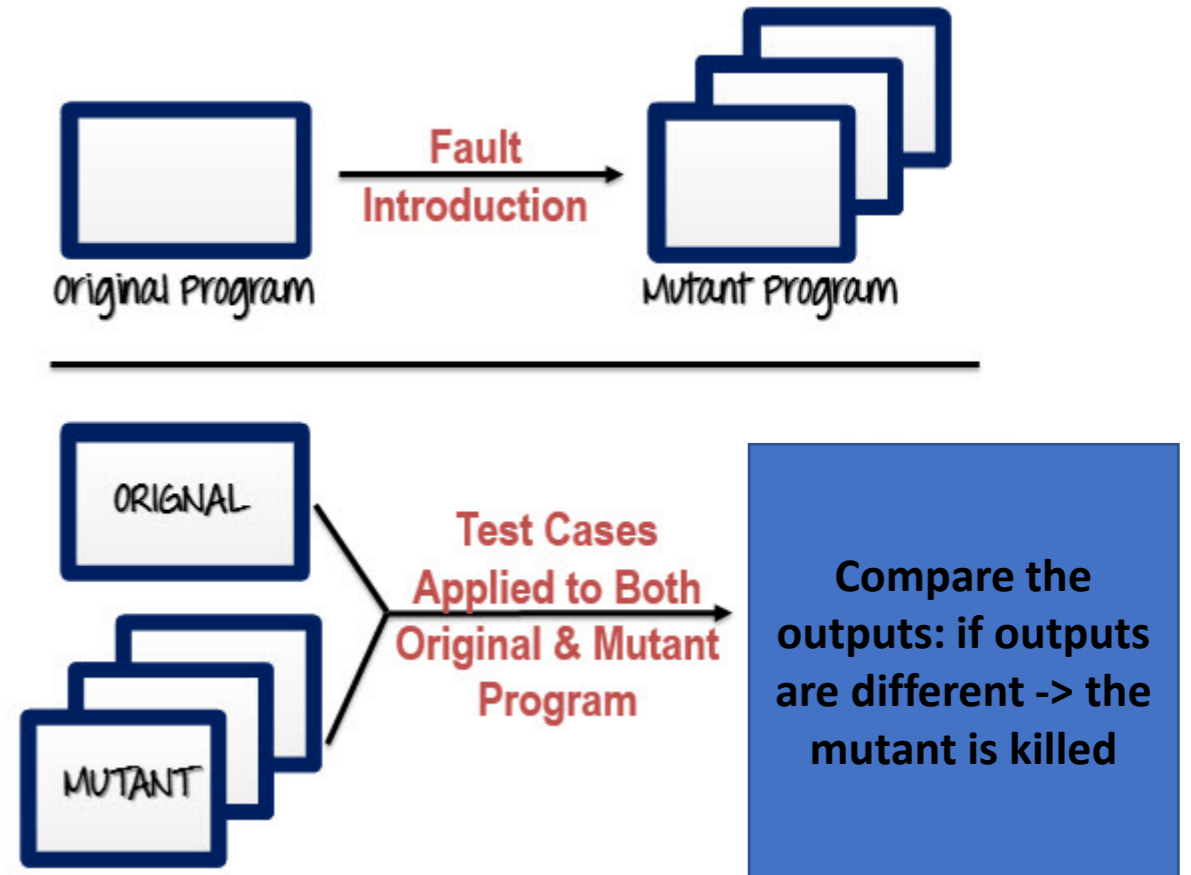 Fault
Introduction
Original Program
Mutant Program
ORIGNAL
MUTANT
Test Cases
Applied to Both
Original & Mutant
Program
Compare the
outputs: if outputs
are different -> the
mutant is killed